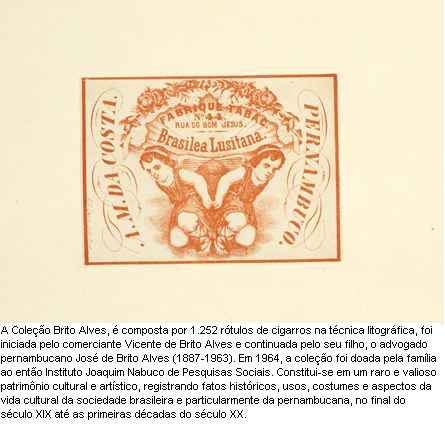 A. M. DA COSTA.
FABRIQUE TABAC
RUA DO BOM JESUS.
Brasilea Lusitana.
PERNAMBUCO.
A Coleção Brito Alves, é composta por 1.252 rótulos de cigarros na técnica litográfica, foi
iniciada pelo comerciante Vicente de Brito Alves e continuada pelo seu filho, o advogado
pernambucano José de Brito Alves (1887-1963). Em 1964, a coleção foi doada pela família
ao então Instituto Joaquim Nabuco de Pesquisas Sociais. Constitui-se em um raro e valioso
patrimônio cultural e artístico, registrando fatos históricos, usos, costumes e aspectos da
vida cultural da sociedade brasileira e particularmente da pernambucana, no final do
século XIX até as primeiras décadas do século XX.